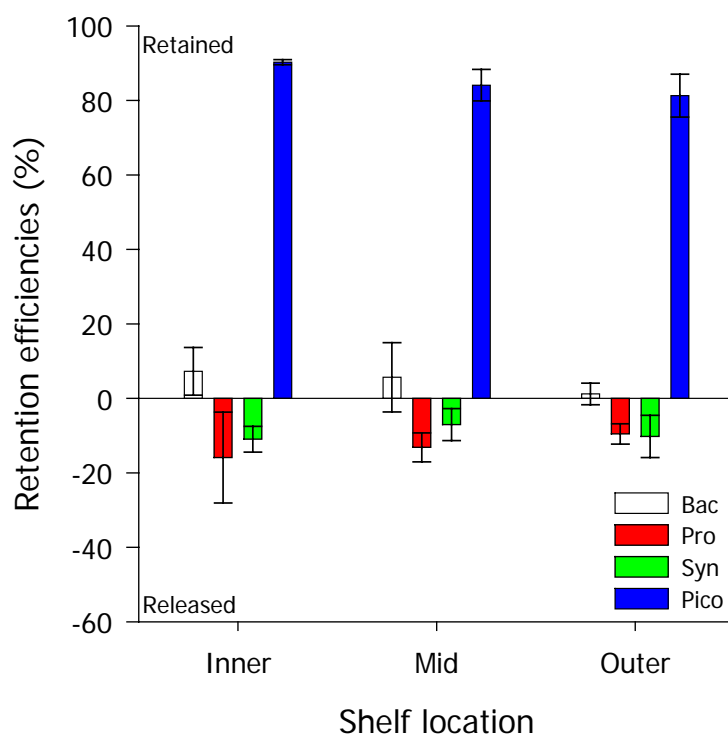 Retention efficiencies (%)
100
80
60
40
20
0
-20
-40
-60
Retained
Released
Bac
Pro
Syn
Pico
Inner Mid Outer
Shelf location